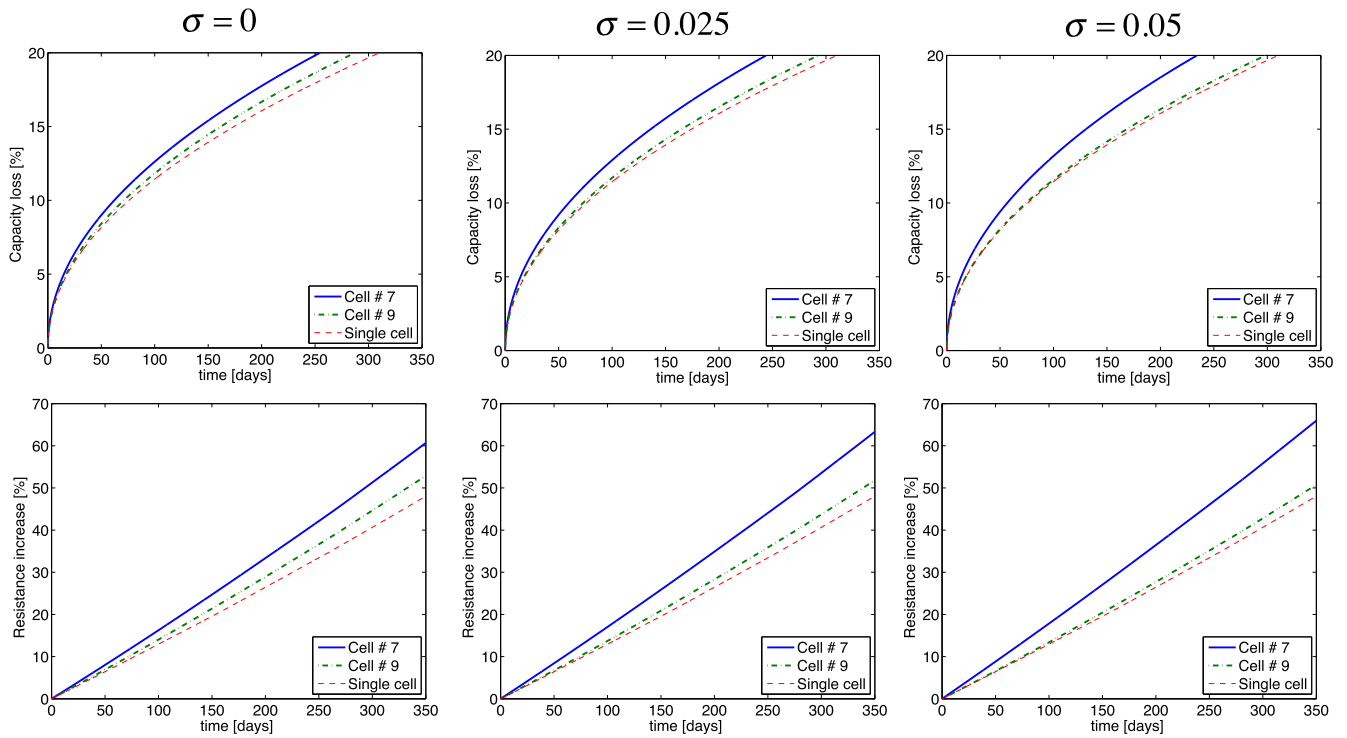 σ = 0
σ = 0.025
σ = 0.05
20
15
10
5
0
Capacity loss [%]
Cell # 7
Cell # 9
Single cell
0 50 100 150 200 250 300 350
time [days]
20
15
10
5
0
Capacity loss [%]
Cell # 7
Cell # 9
Single cell
0 50 100 150 200 250 300 350
time [days]
20
15
10
5
0
Capacity loss [%]
Cell # 7
Cell # 9
Single cell
0 50 100 150 200 250 300 350
time [days]
70
60
50
40
30
20
10
0
Resistance increase [%]
Cell # 7
Cell # 9
Single cell
0 50 100 150 200 250 300 350
time [days]
70
60
50
40
30
20
10
0
Resistance increase [%]
Cell # 7
Cell # 9
Single cell
0 50 100 150 200 250 300 350
time [days]
70
60
50
40
30
20
10
0
Resistance increase [%]
Cell # 7
Cell # 9
Single cell
0 50 100 150 200 250 300 350
time [days]